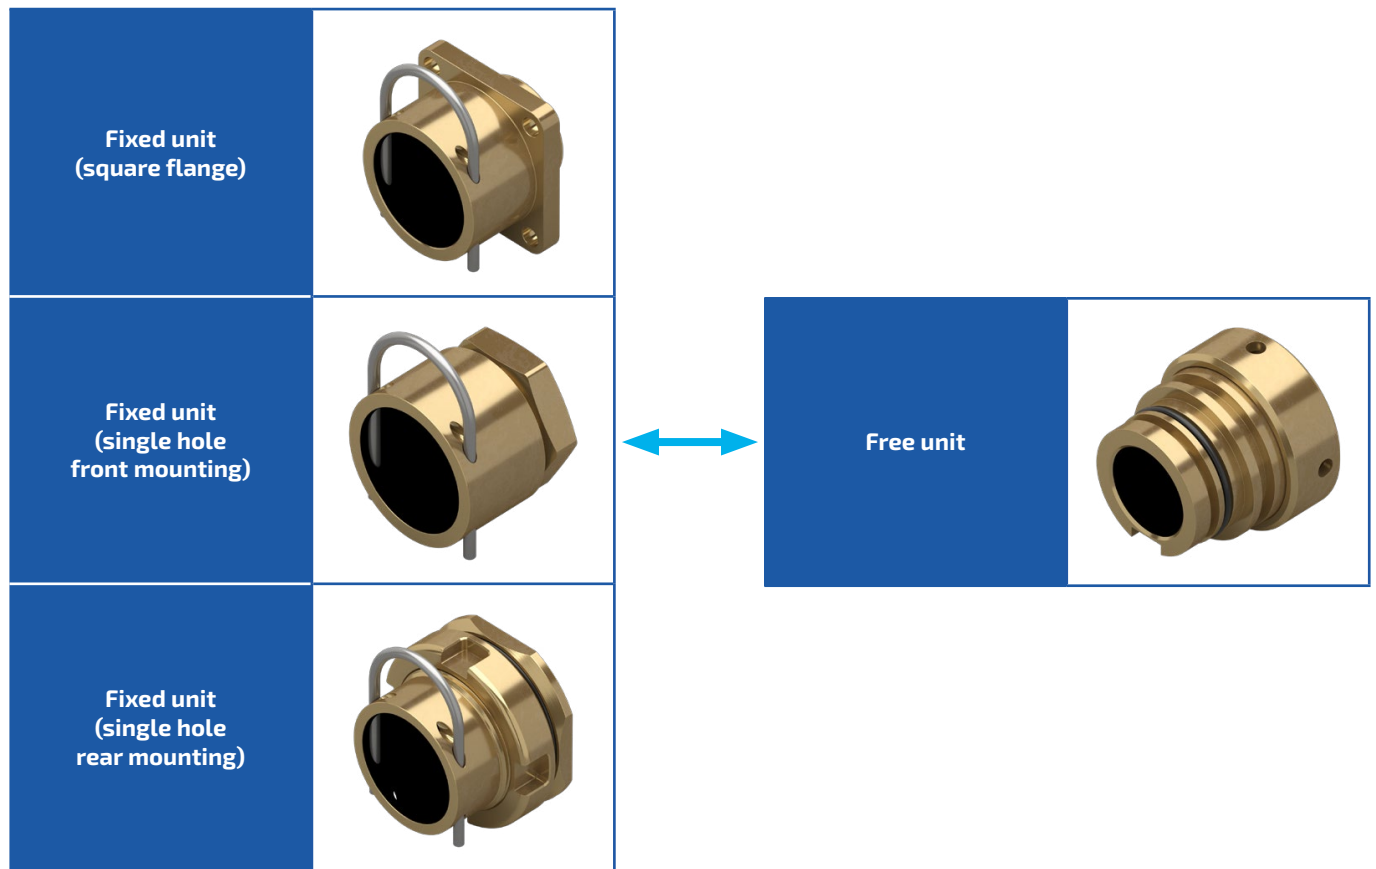 Fixed unit
(square flange)
Fixed unit
(single hole
front mounting)
Free unit
Fixed unit
(single hole
rear mounting)